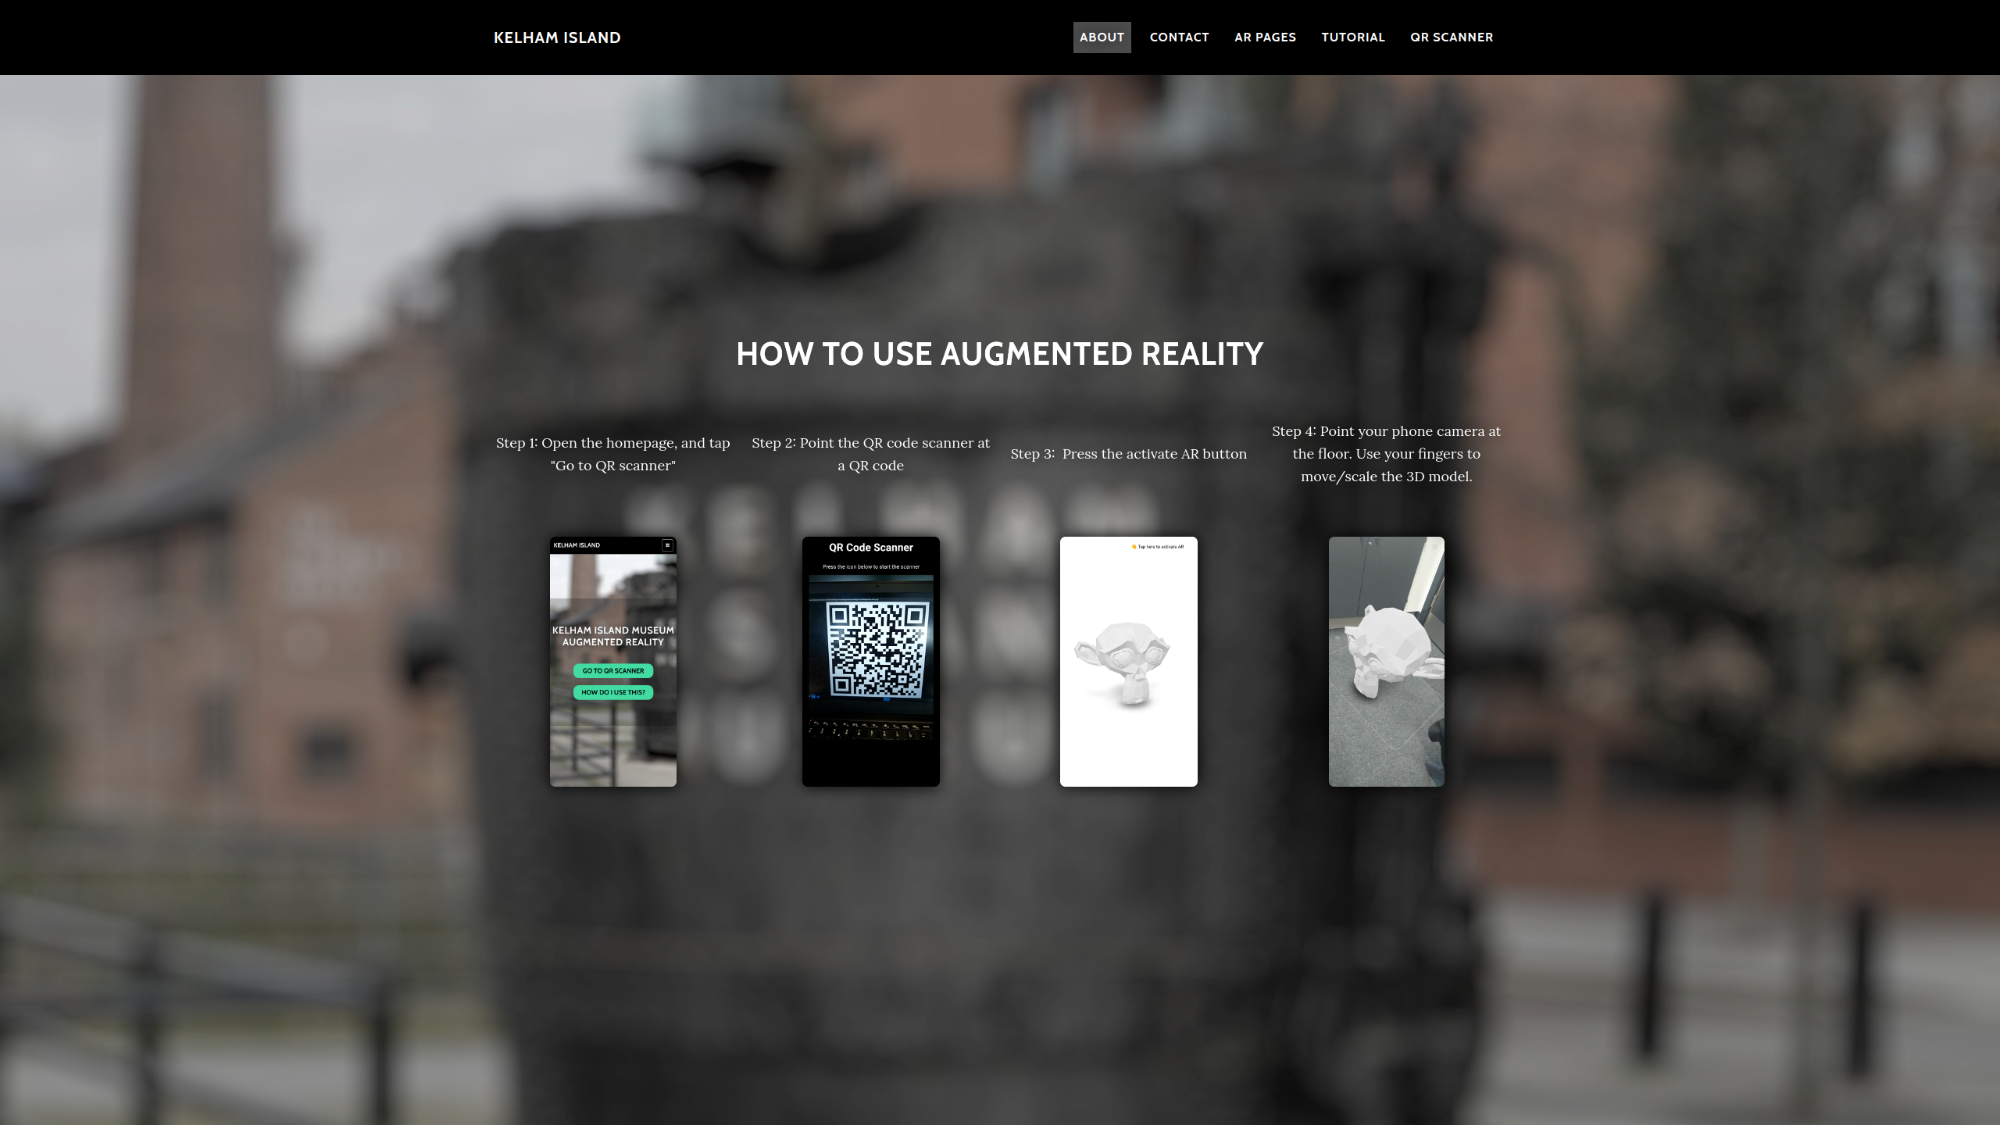 KELHAM ISLAND
ABOUT
CONTACT
AR PAGES
TUTORIAL
QR SCANNER
HOW TO USE AUGMENTED REALITY
Step 1: Open the homepage, and tap
"Go to QR scanner"
Step 2: Point the QR code scanner at
a QR code
Step 3: Press the activate AR button
Step 4: Point your phone camera at
the floor. Use your fingers to
move/scale the 3D model.
KELHAM ISLAND
KELHAM ISLAND MUSEUM
AUGMENTED REALITY
GO TO QR SCANNER
HOW DO I USE THIS?
QR Code Scanner
Press the icon below to start the scanner
Tap here to activate AR